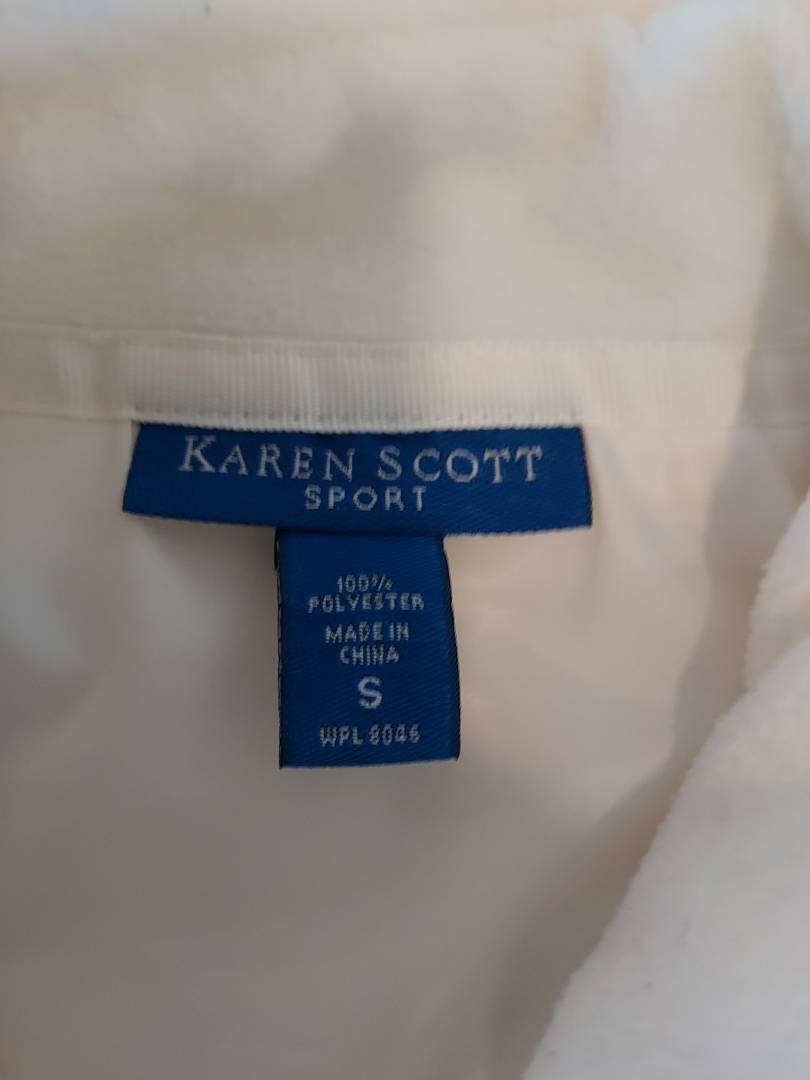 KAREN SCOTT
SPORT
100%
POLYESTER
MADE IN
CHINA
S
WPL 8046